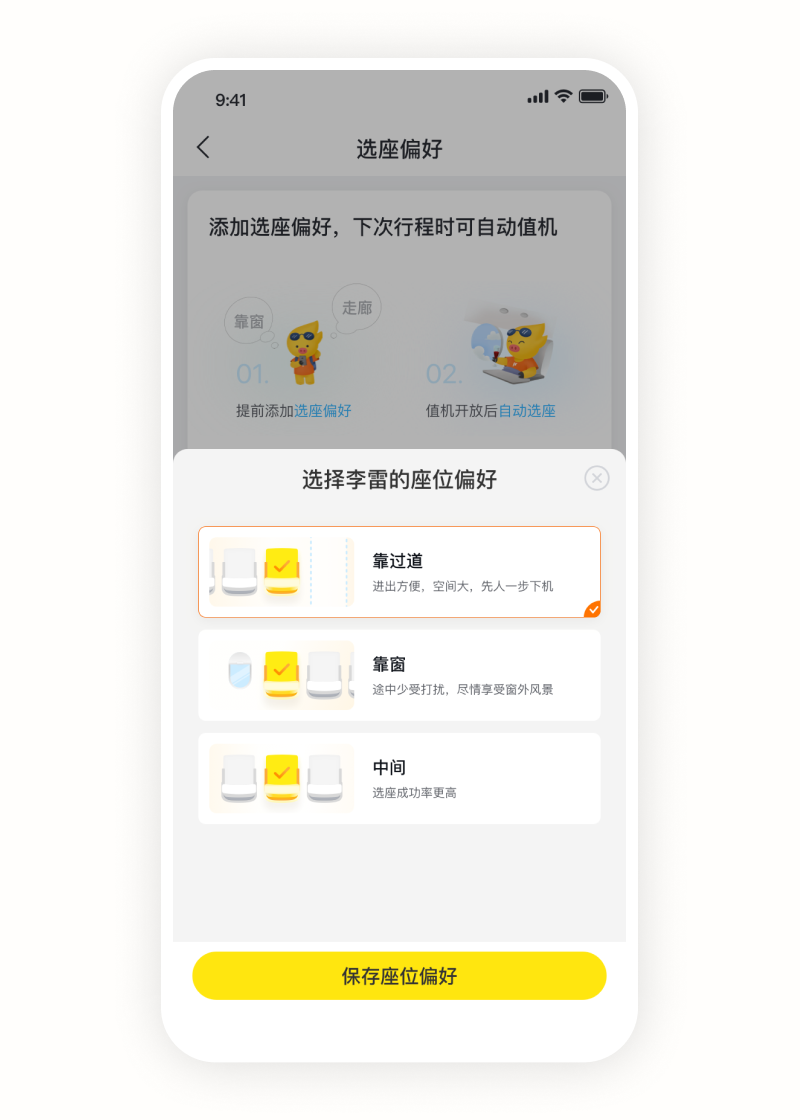 9:41
选座偏好
添加选座偏好，下次行程时可自动值机
靠窗
走廊
01.
02.
提前添加选座偏好
值机开放后自动选座
选择李雷的座位偏好
靠过道
进出方便，空间大，先人一步下机
靠窗
途中少受打扰，尽情享受窗外风景
中间
选座成功率更高
保存座位偏好